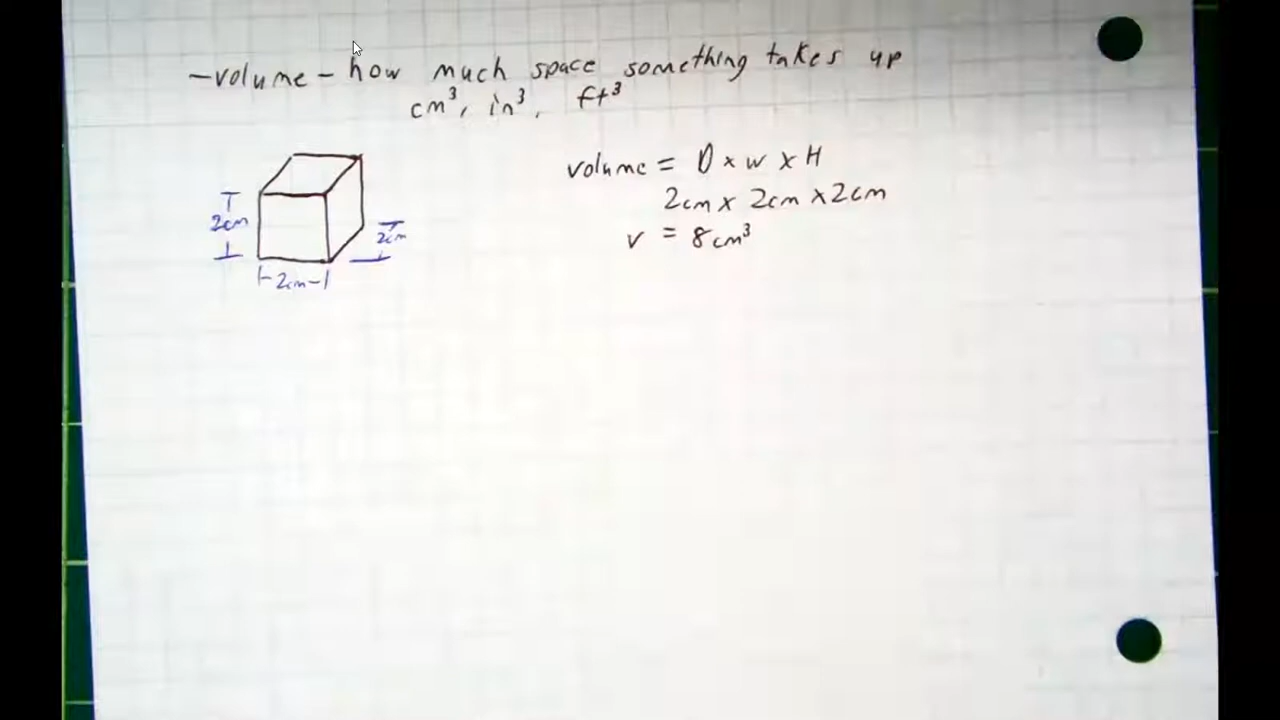 -volume - how much space something takes up
cm³, in³, ft³
volume = D x w x H
2cm x 2cm x 2cm
v = 8cm³
2cm
2cm
2cm